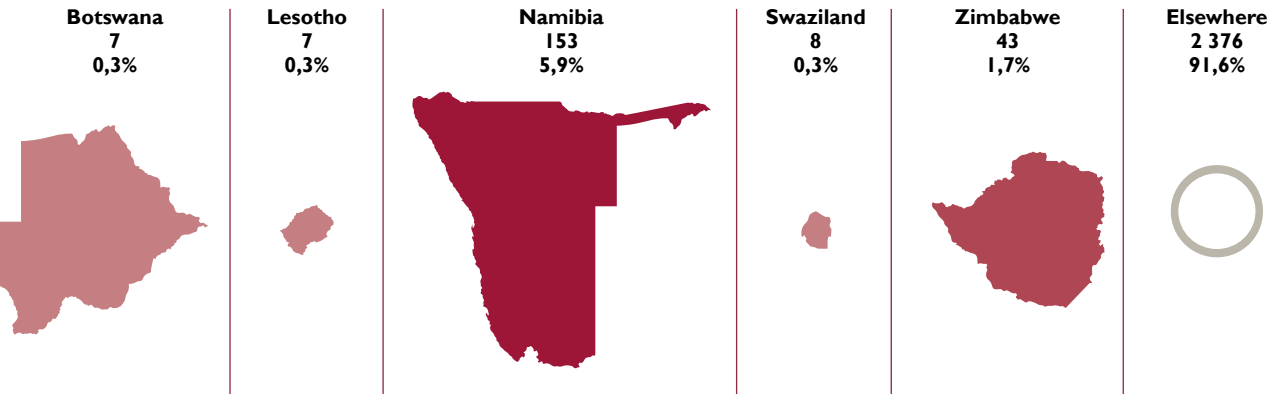 Botswana
7
0,3%
Lesotho
7
0,3%
Namibia
153
5,9%
Swaziland
8
0,3%
Zimbabwe
43
1,7%
Elsewhere
2 376
91,6%